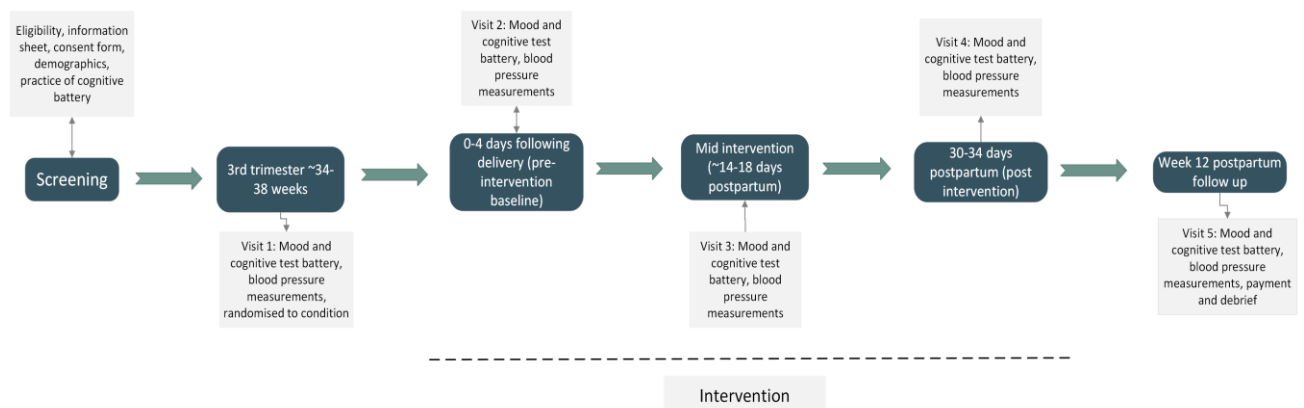 Eligibility, information
sheet, consent form,
demographics,
practice of cognitive
battery
Screening
3rd trimester ~34-
38 weeks
Visit 1: Mood and
cognitive test battery,
blood pressure
measurements,
randomised to condition
Visit 2: Mood and
cognitive test
battery, blood
pressure
measurements
0-4 days following
delivery (pre-
intervention
baseline)
Mid intervention
(~14-18 days
postpartum)
Visit 3: Mood and
cognitive test
battery, blood
pressure
measurements
Visit 4: Mood and
cognitive test battery,
blood pressure
measurements
30-34 days
postpartum (post
intervention)
Week 12 postpartum
follow up
Visit 5: Mood and
cognitive test battery,
blood pressure
measurements, payment
and debrief
Intervention